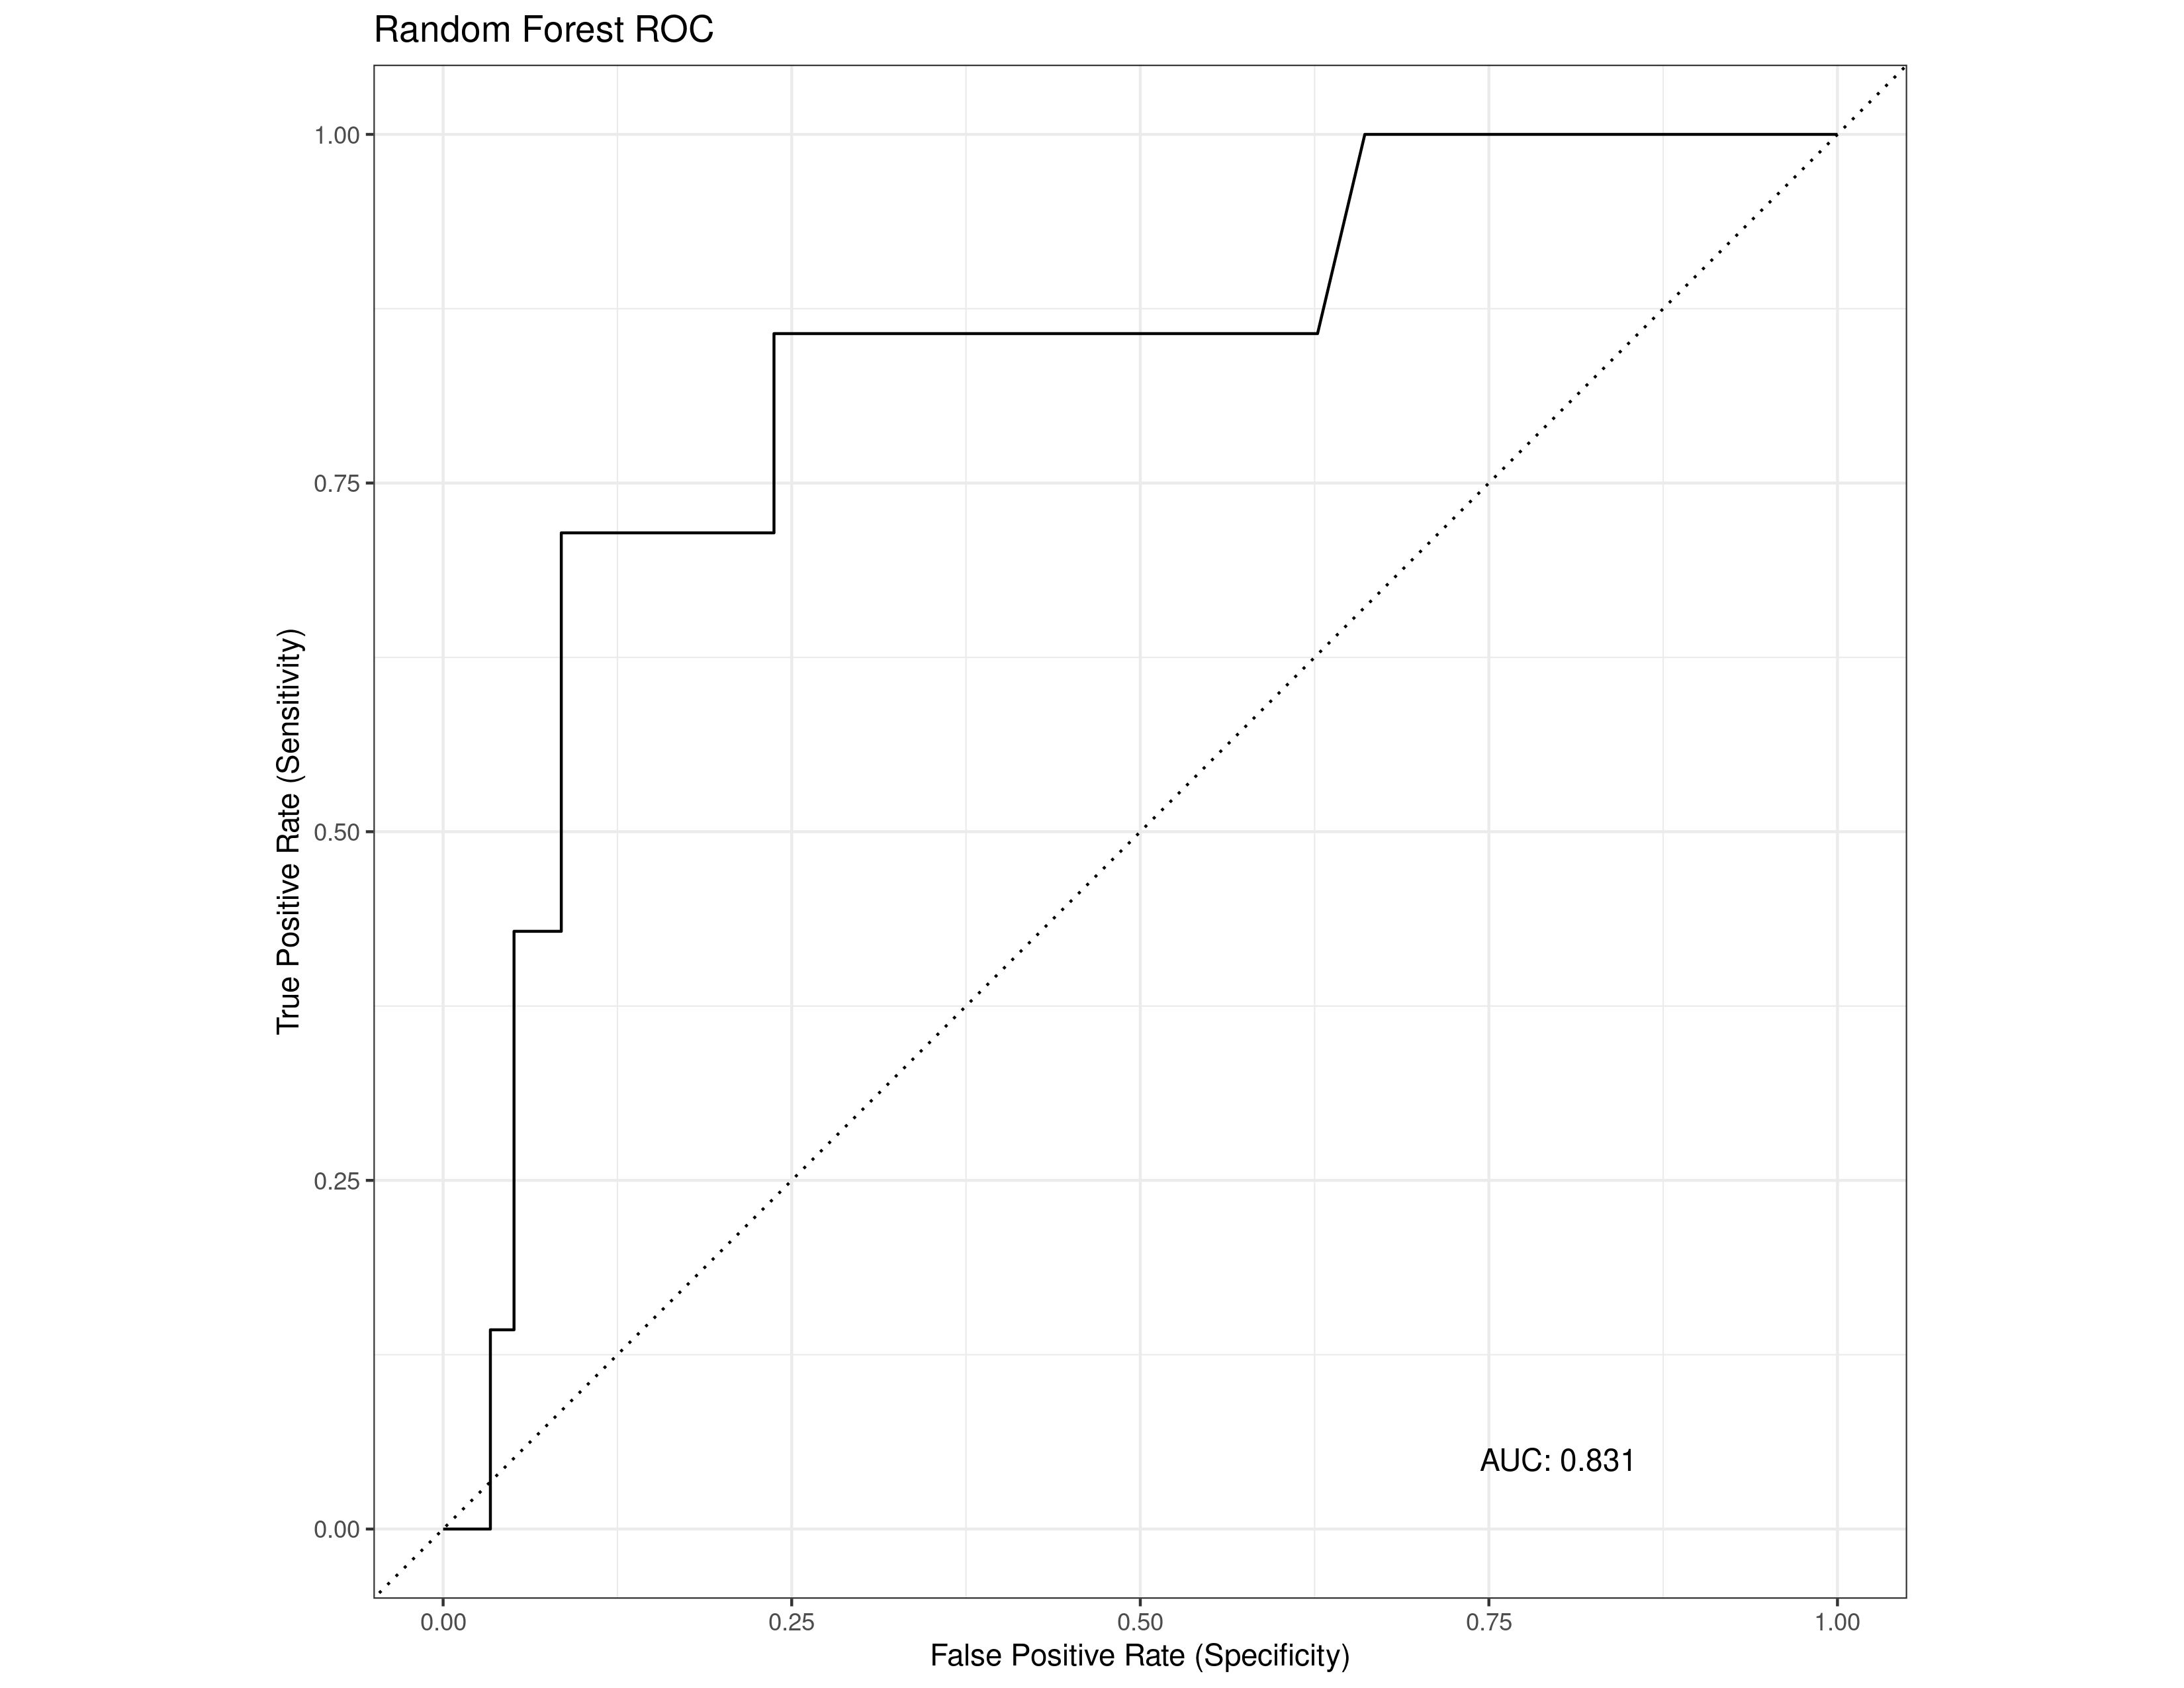 Random Forest ROC
1.00
0.75
0.50
0.25
0.00
True Positive Rate (Sensitivity)
AUC: 0.831
0.00 0.25 0.50 0.75 1.00
False Positive Rate (Specificity)